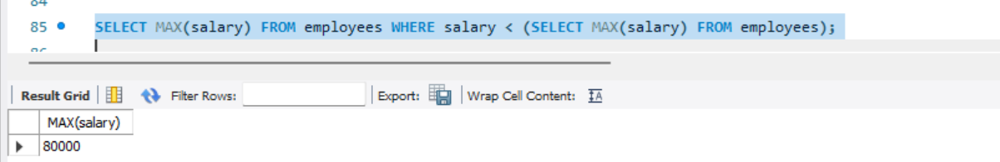 84
85 SELECT MAX(salary) FROM employees WHERE salary < (SELECT MAX(salary) FROM employees);
86
Result Grid Filter Rows: Export: Wrap Cell Content: IA
MAX(salary)
80000